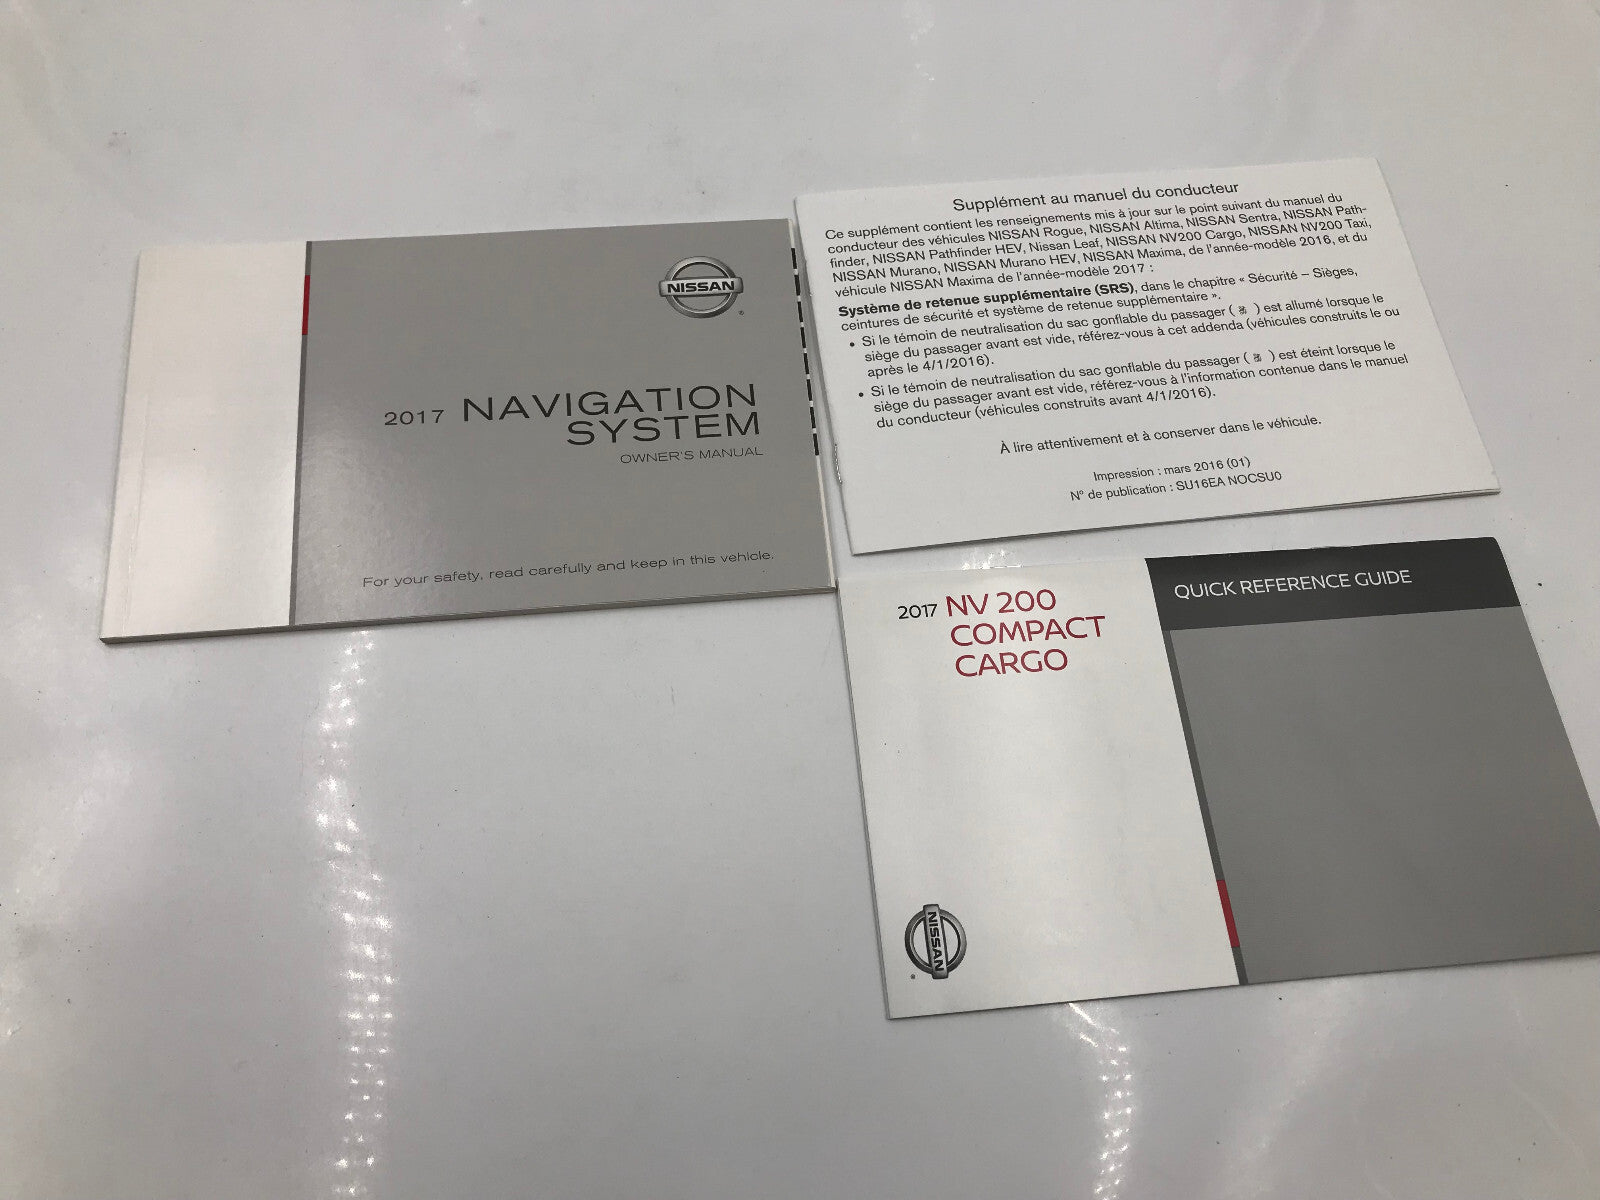 NISSAN
2017 NAVIGATION
SYSTEM
OWNER'S MANUAL
For your safety, read carefully and keep in this vehicle.
Supplément au manuel du conducteur
Ce supplément contient les renseignements mis à jour sur le point suivant du manuel du
conducteur des véhicules NISSAN Rogue, NISSAN Altima, NISSAN Sentra, NISSAN Path-
finder, NISSAN Pathfinder HEV, Nissan Leaf, NISSAN NV200 Cargo, NISSAN NV200 Taxi,
NISSAN Murano, NISSAN Murano HEV, NISSAN Maxima, de l'année-modèle 2016, et du
véhicule NISSAN Maxima de l'année-modèle 2017 :
Système de retenue supplémentaire (SRS), dans le chapitre « Sécurité – Sièges,
ceintures de sécurité et système de retenue supplémentaire ».
• Si le témoin de neutralisation du sac gonflable du passager ( ) est allumé lorsque le
siège du passager avant est vide, référez-vous à cet addenda (véhicules construits le ou
après le 4/1/2016).
• Si le témoin de neutralisation du sac gonflable du passager ( ) est éteint lorsque le
siège du passager avant est vide, référez-vous à l'information contenue dans le manuel
du conducteur (véhicules construits avant 4/1/2016).
À lire attentivement et à conserver dans le véhicule.
Impression : mars 2016 (01)
N° de publication : SU16EA NOCSU0
2017 NV 200
COMPACT
CARGO
QUICK REFERENCE GUIDE
NISSAN